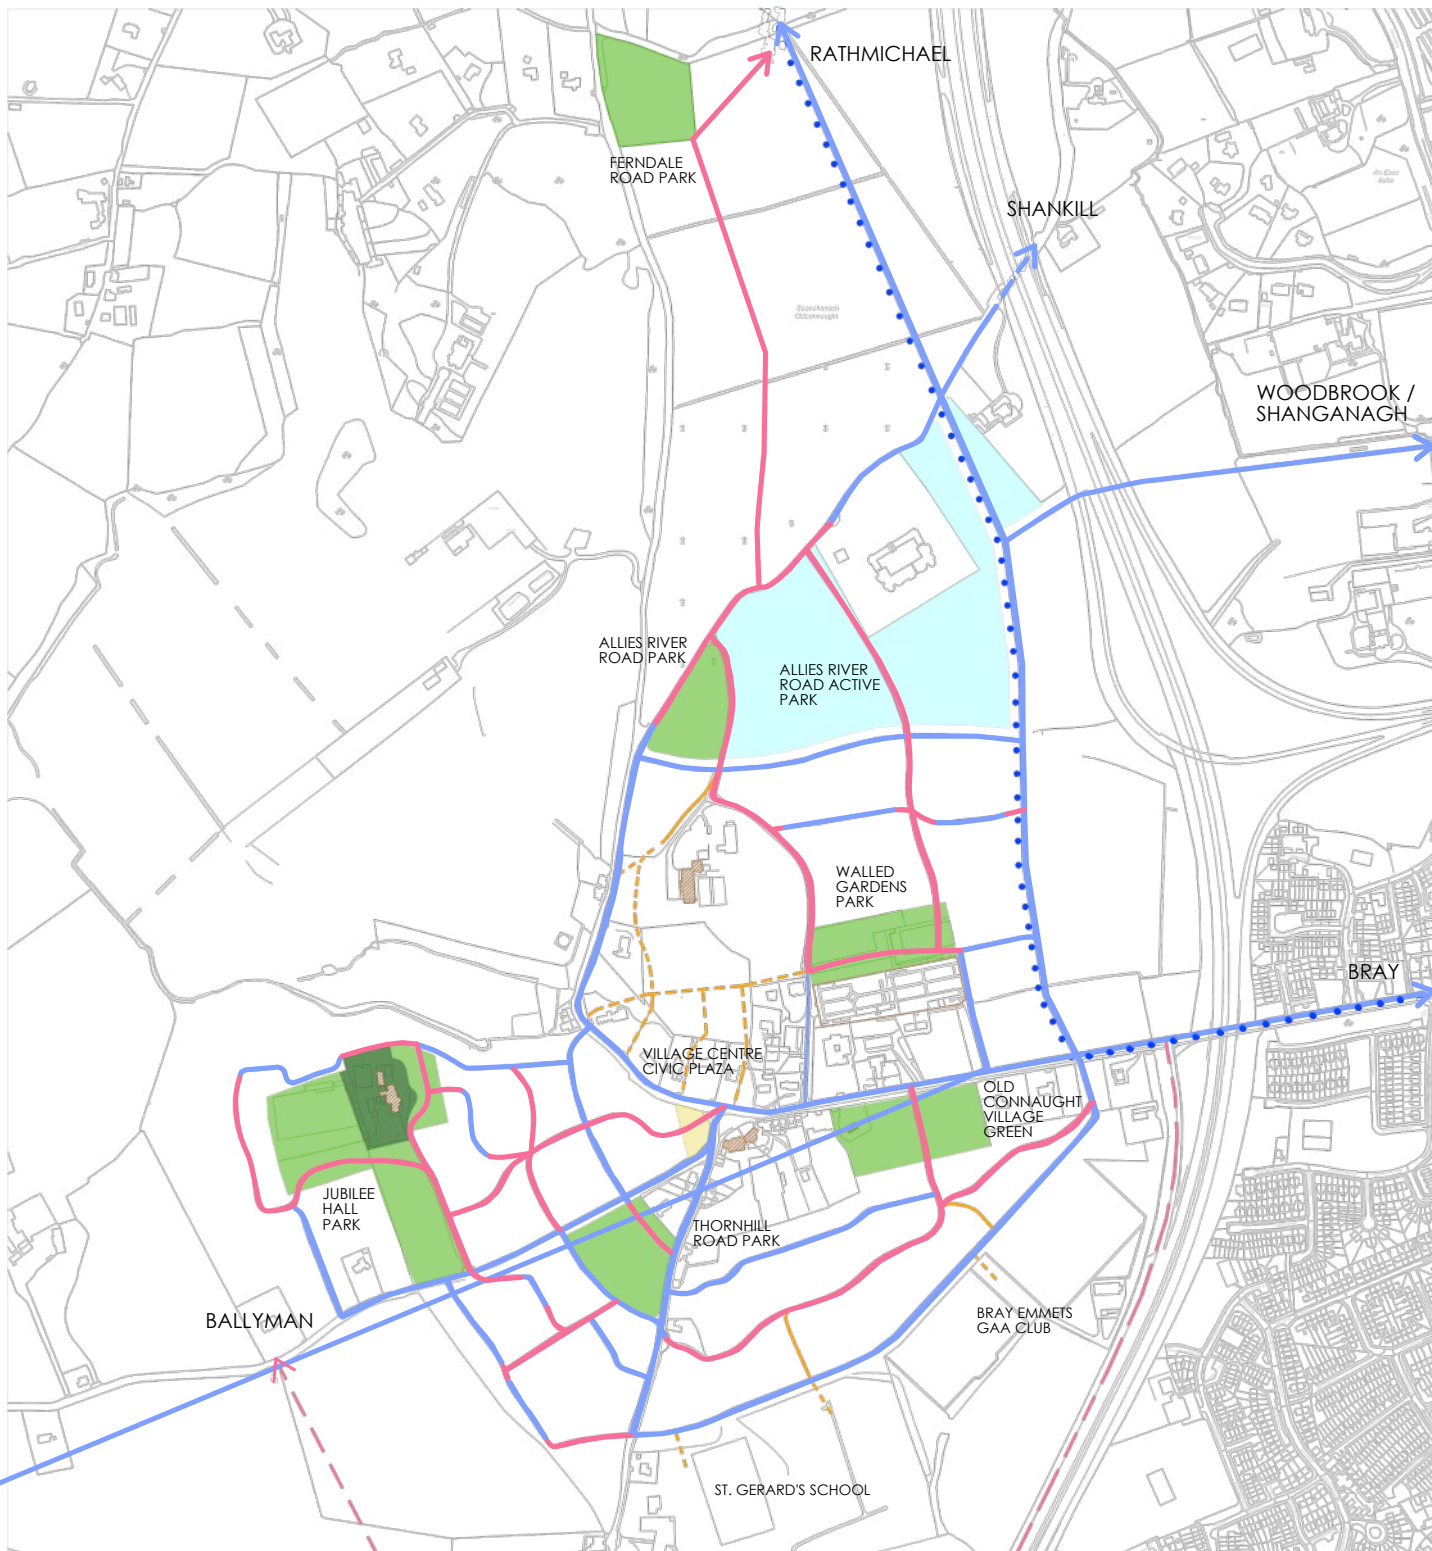 RATHMICHAEL
FERNDALE
ROAD PARK
SHANKILL
WOODBROOK /
SHANGANAGH
ALLIES RIVER
ROAD PARK
ALLIES RIVER
ROAD ACTIVE
PARK
WALLED
GARDENS
PARK
BRAY
VILLAGE CENTRE
CIVIC PLAZA
OLD
CONNAUGHT
VILLAGE
GREEN
JUBILEE
HALL
PARK
THORNHILL
ROAD PARK
BALLYMAN
BRAY EMMETS
GAA CLUB
ST. GERARD'S SCHOOL